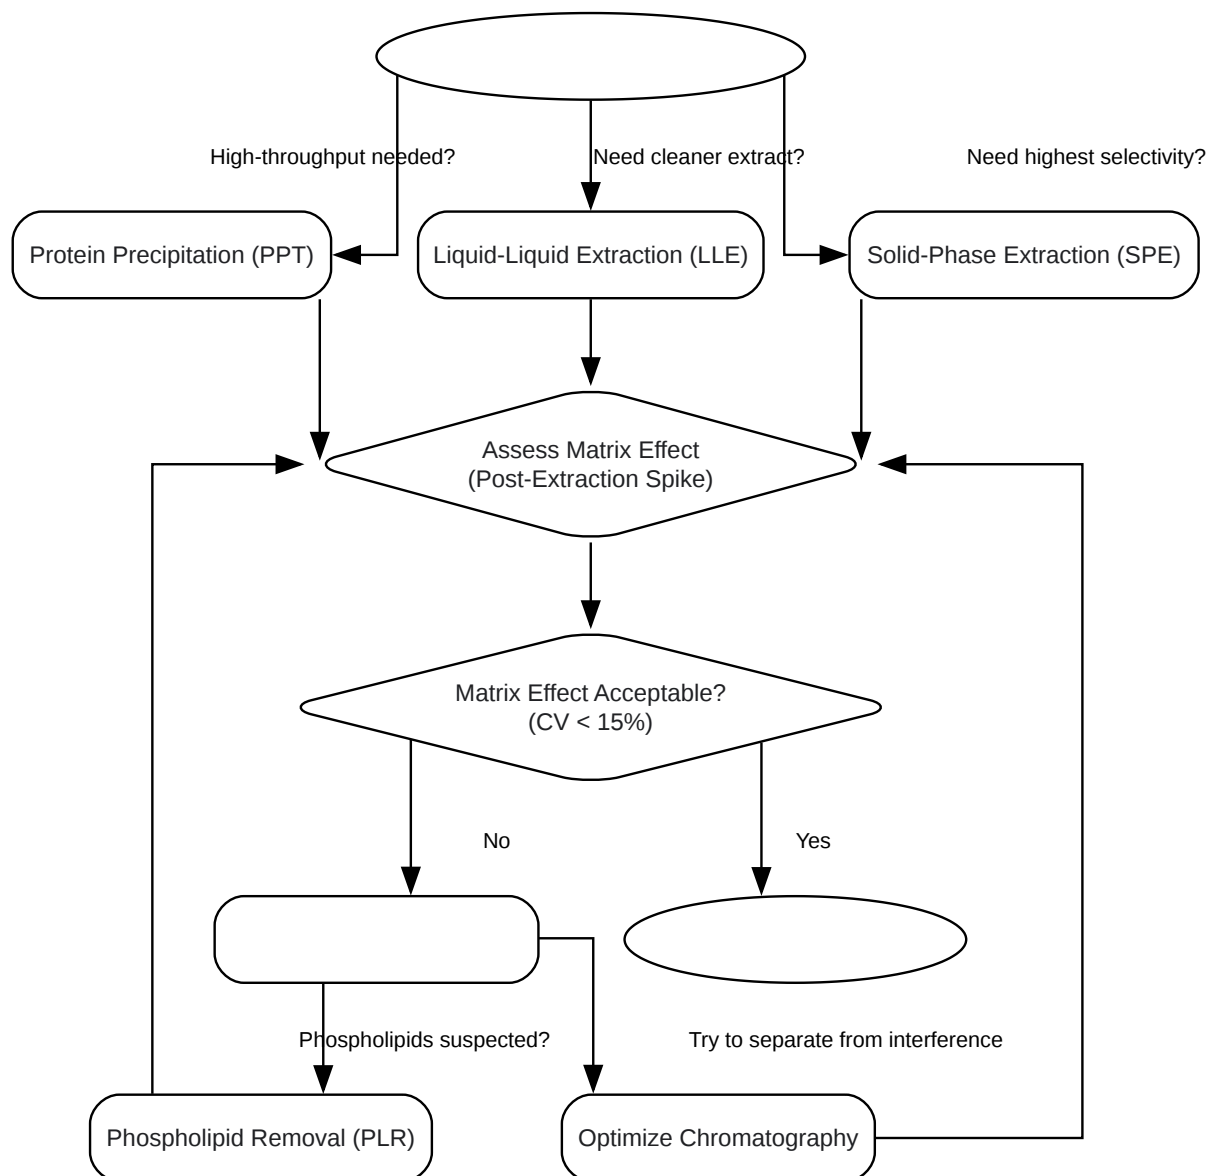 High-throughput needed?
Need cleaner extract?
Need highest selectivity?
Protein Precipitation (PPT)
Liquid-Liquid Extraction (LLE)
Solid-Phase Extraction (SPE)
Assess Matrix Effect
(Post-Extraction Spike)
Matrix Effect Acceptable?
(CV < 15%)
No
Yes
Phospholipids suspected?
Try to separate from interference
Phospholipid Removal (PLR)
Optimize Chromatography